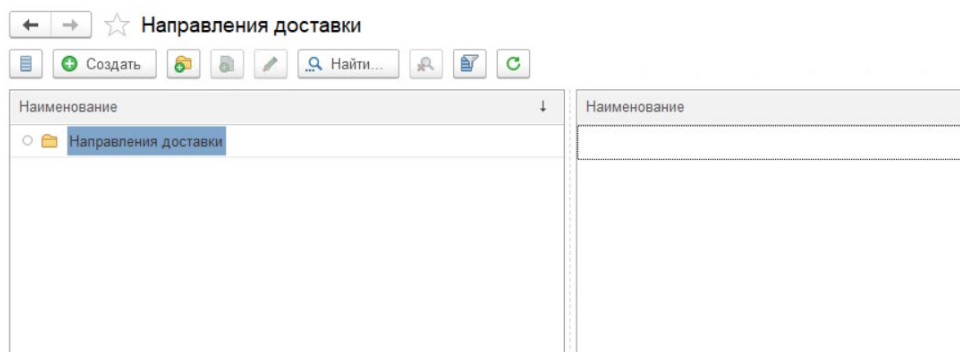 Направления доставки
Создать
Найти...
Наименование
Наименование
Направления доставки